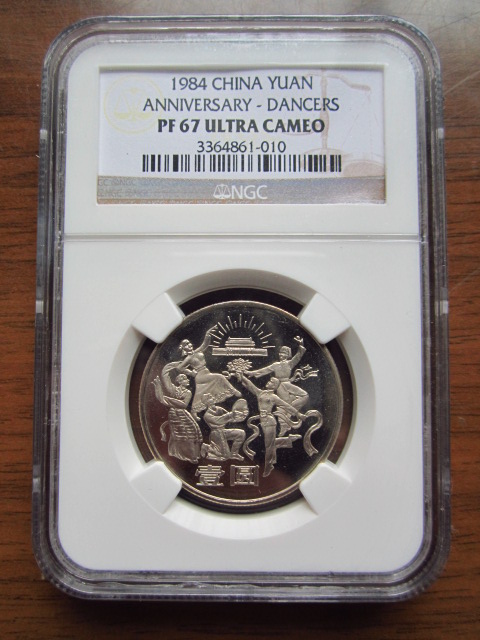 1984 CHINA YUAN
ANNIVERSARY - DANCERS
PF 67 ULTRA CAMEO
3364861-010
NGC
壹圆